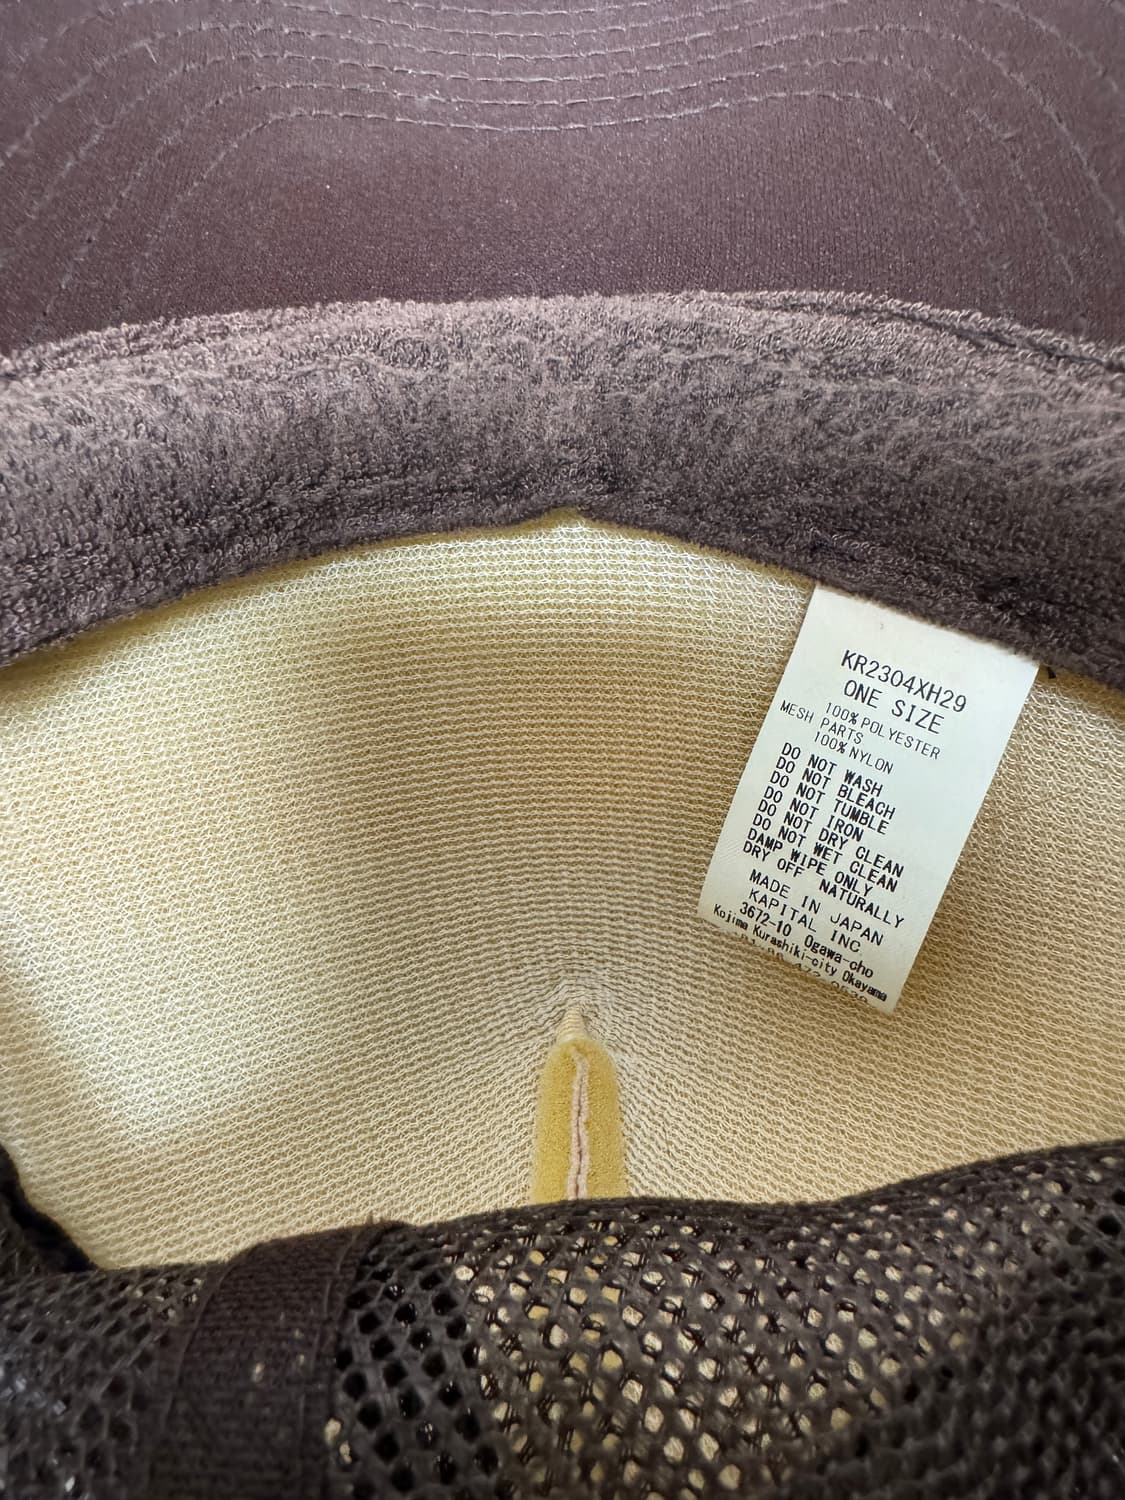 KR2304XH29
ONE SIZE
100% POLYESTER
MESH PARTS
100% NYLON
DO NOT WASH
DO NOT BLEACH
DO NOT TUMBLE
DO NOT IRON
DO NOT DRY CLEAN
DO NOT WET CLEAN
DAMP WIPE ONLY
DRY OFF NATURALLY
MADE IN JAPAN
KAPITAL INC.
3672-10 Ogawa-cho
Kojima Kurashiki-city Okayama